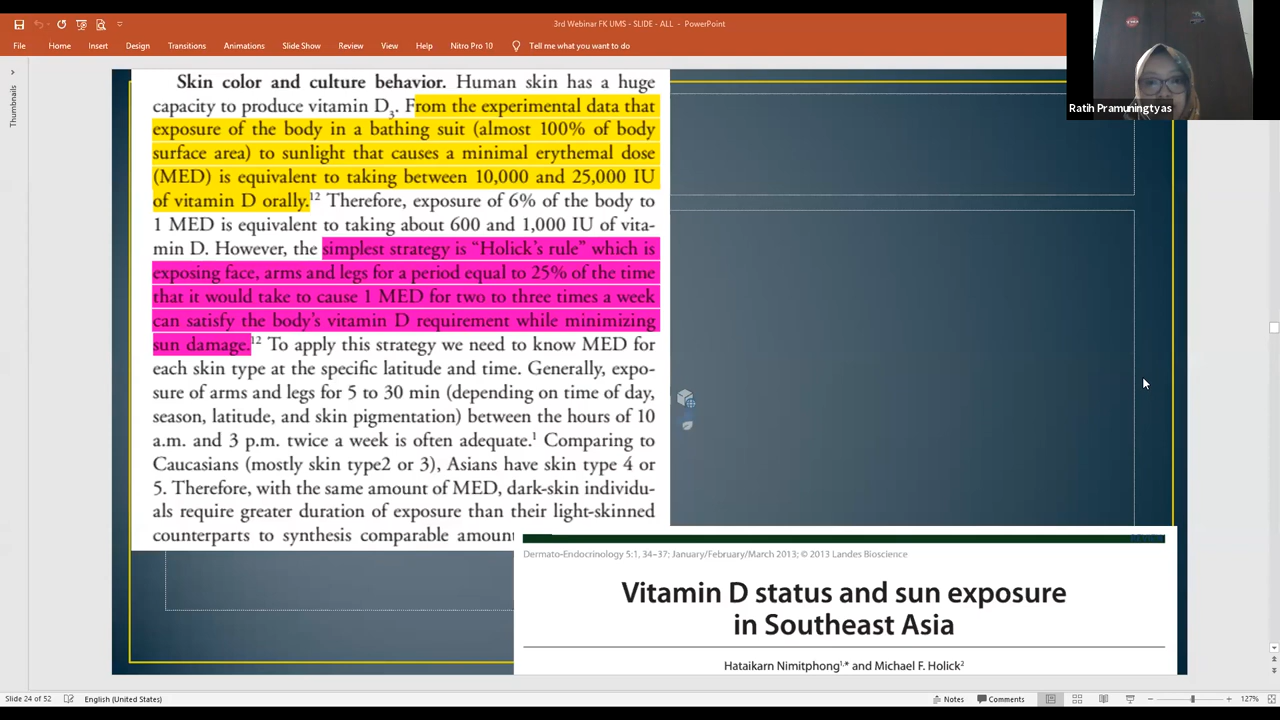 3rd Webinar FK UMS - SLIDE - ALL - PowerPoint
File Home Insert Design Transitions Animations Slide Show Review View Help Nitro Pro 10 Tell me what you want to do
Ratih Pramuningtyas
Thumbnails
Skin color and culture behavior. Human skin has a huge
capacity to produce vitamin D3. From the experimental data that
exposure of the body in a bathing suit (almost 100% of body
surface area) to sunlight that causes a minimal erythemal dose
(MED) is equivalent to taking between 10,000 and 25,000 IU
of vitamin D orally.12 Therefore, exposure of 6% of the body to
1 MED is equivalent to taking about 600 and 1,000 IU of vita-
min D. However, the simplest strategy is “Holick’s rule” which is
exposing face, arms and legs for a period equal to 25% of the time
that it would take to cause 1 MED for two to three times a week
can satisfy the body’s vitamin D requirement while minimizing
sun damage.12 To apply this strategy we need to know MED for
each skin type at the specific latitude and time. Generally, expo-
sure of arms and legs for 5 to 30 min (depending on time of day,
season, latitude, and skin pigmentation) between the hours of 10
a.m. and 3 p.m. twice a week is often adequate.1 Comparing to
Caucasians (mostly skin type2 or 3), Asians have skin type 4 or
5. Therefore, with the same amount of MED, dark-skin individu-
als require greater duration of exposure than their light-skinned
counterparts to synthesis comparable amount
Dermato-Endocrinology 5:1, 34–37; January/February/March 2013; © 2013 Landes Bioscience
Vitamin D status and sun exposure
in Southeast Asia
Hataikarn Nimitphong1,* and Michael F. Holick2
Slide 24 of 52 English (United States) Notes Comments 127%